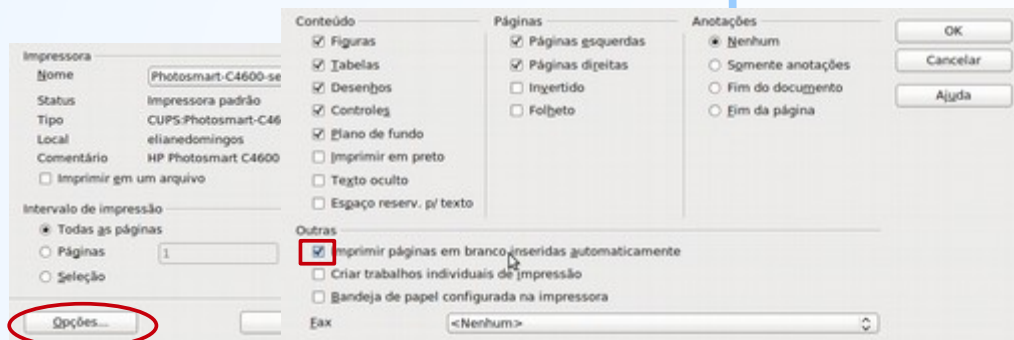 Impressora
Nome Photosmart-C4600-se
Status Impressora padrão
Tipo CUPS:Photosmart-C46
Local elianedomingos
Comentário HP Photosmart C4600
Imprimir em um arquivo
Intervalo de impressão
Todas as páginas
Páginas 1
Seleção
Opções...
Conteúdo
Figuras
Tabelas
Desenhos
Controles
Plano de fundo
Imprimir em preto
Texto oculto
Espaço reserv. p/ texto
Páginas
Páginas esquerdas
Páginas direitas
Invertido
Folheto
Anotações
Nenhum
Somente anotações
Fim do documento
Fim da página
OK
Cancelar
Ajuda
Outras
Imprimir páginas em branco inseridas automaticamente
Criar trabalhos individuais de impressão
Bandeja de papel configurada na impressora
Fax <Nenhum>